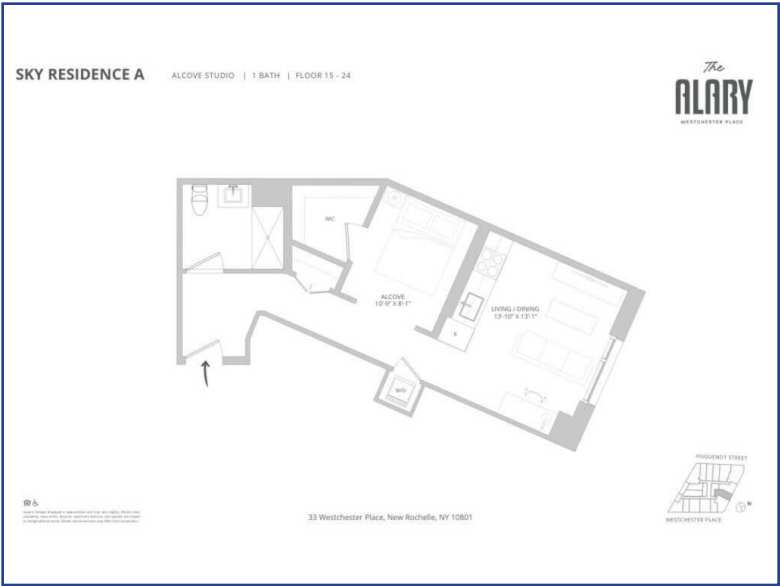 SKY RESIDENCE A
ALCOVE STUDIO | 1 BATH | FLOOR 15 - 24
The
ALARY
WESTCHESTER PLACE
WIC
ALCOVE
10'-9" X 8'-1"
LIVING / DINING
13'-10" X 13'-1"
R
W/D
HUGUENOT STREET
N
WESTCHESTER PLACE
33 Westchester Place, New Rochelle, NY 10801